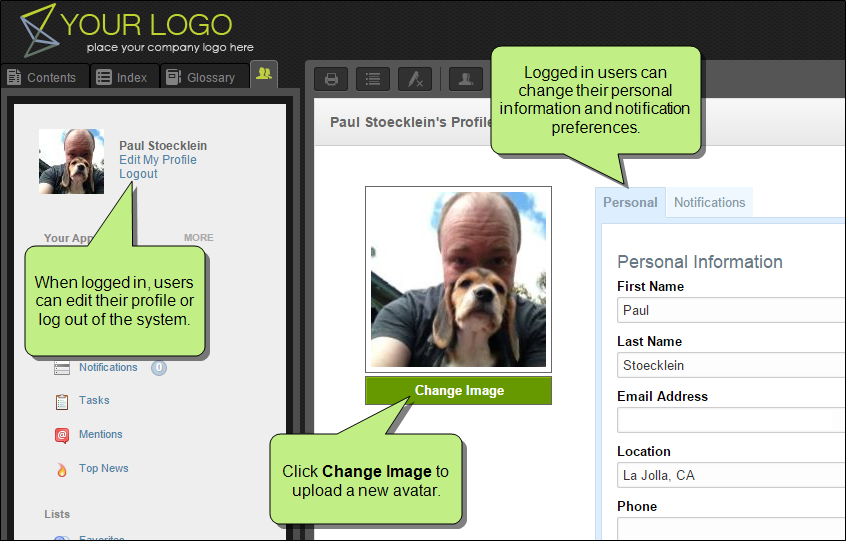 YOUR LOGO
place your company logo here
Contents
Index
Glossary
Paul Stoecklein
Edit My Profile
Logout
MORE
When logged in, users
can edit their profile or
log out of the system.
Notifications
0
Tasks
Mentions
Top News
Lists
Favorites
Paul Stoecklein's Profile
Logged in users can
change their personal
information and notification
preferences.
Change Image
Click Change Image to
upload a new avatar.
Personal
Notifications
Personal Information
First Name
Paul
Last Name
Stoecklein
Email Address
Location
La Jolla, CA
Phone